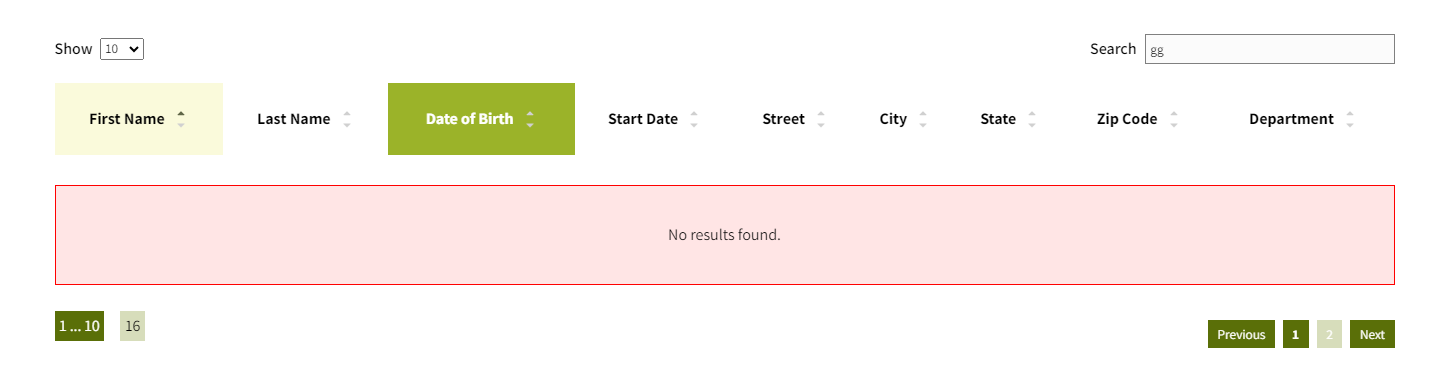 Show 10 Search gg
First Name Last Name Date of Birth Start Date Street City State Zip Code Department
No results found.
1 ... 10 16 Previous 1 2 Next